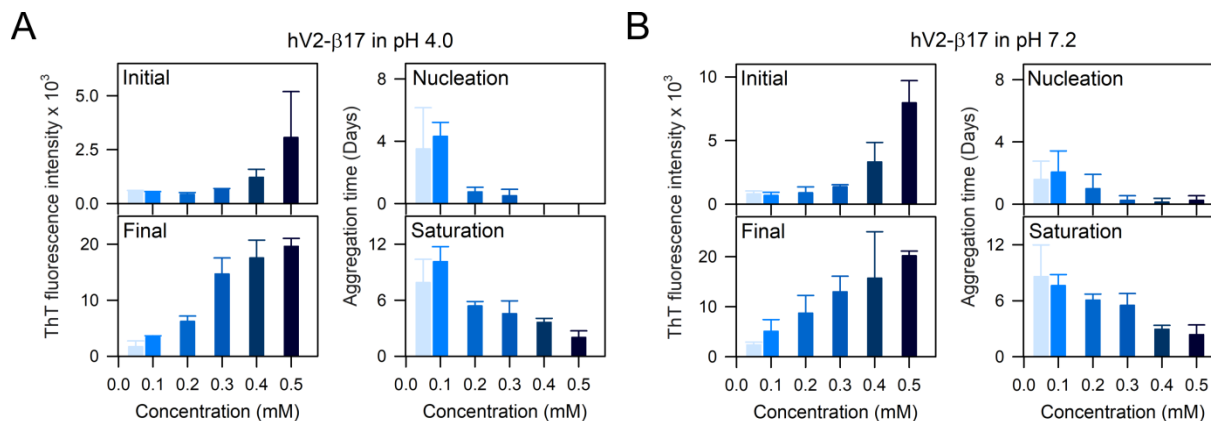 A
hV2-β17 in pH 4.0
ThT fluorescence intensity x 10³
Initial
5.0
2.5
0.0
Final
20
10
0
0.0 0.1 0.2 0.3 0.4 0.5
Concentration (mM)
Aggregation time (Days)
Nucleation
8
4
0
Saturation
12
6
0
0.0 0.1 0.2 0.3 0.4 0.5
Concentration (mM)
B
hV2-β17 in pH 7.2
ThT fluorescence intensity x 10³
Initial
10
5
0
Final
20
10
0
0.0 0.1 0.2 0.3 0.4 0.5
Concentration (mM)
Aggregation time (Days)
Nucleation
8
4
0
Saturation
12
6
0
0.0 0.1 0.2 0.3 0.4 0.5
Concentration (mM)